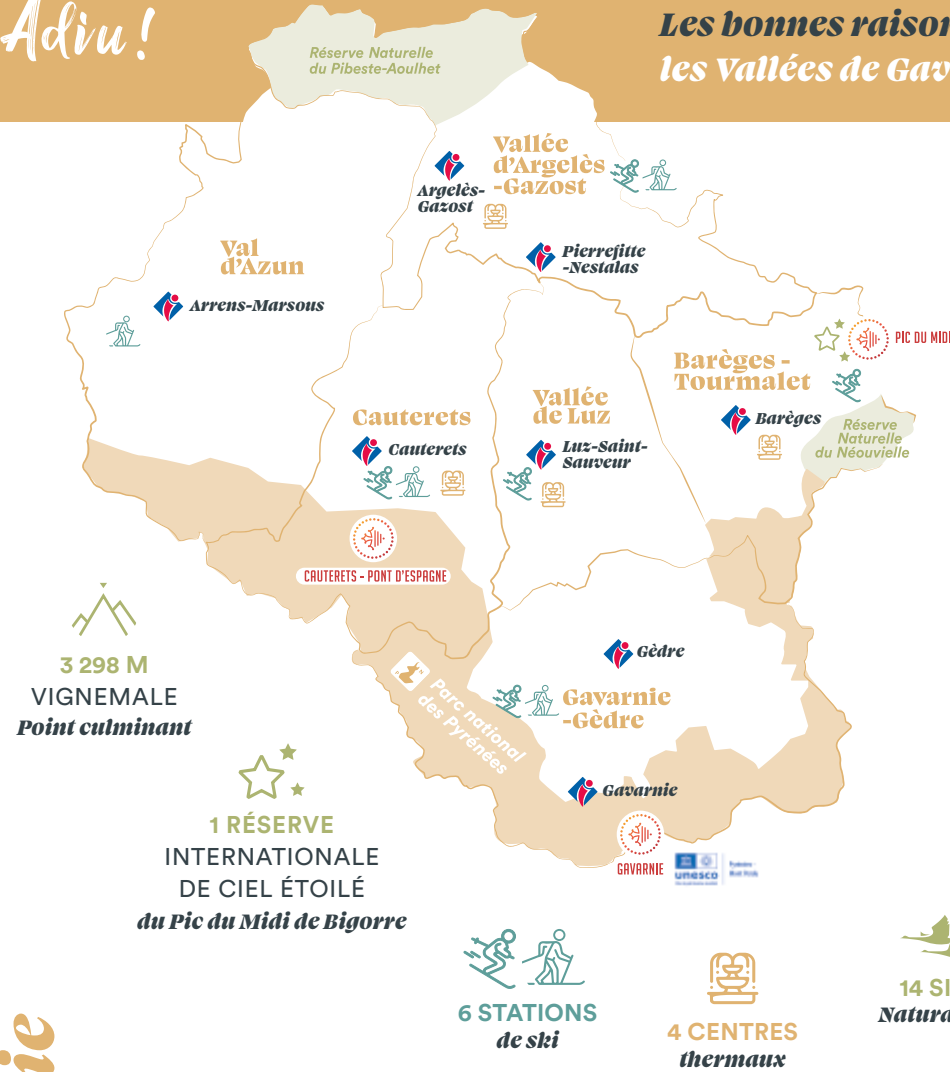 Adiu !
Les bonnes raison
les Vallées de Gav
Réserve Naturelle
du Pibeste-Aoulhet
Vallée
d'Argelès
-Gazost
Argelès-
Gazost
Pierrefitte
-Nestalas
Val
d'Azun
Arrens-Marsous
PIC DU MIDI
Barèges -
Tourmalet
Barèges
Réserve
Naturelle
du Néouvielle
Cauterets
Cauterets
Vallée
de Luz
Luz-Saint-
Sauveur
CAUTERETS - PONT D'ESPAGNE
3 298 M
VIGNEMALE
Point culminant
Gèdre
Parc national
des Pyrénées
Gavarnie
-Gèdre
Gavarnie
GAVARNIE
unesco
1 RÉSERVE
INTERNATIONALE
DE CIEL ÉTOILÉ
du Pic du Midi de Bigorre
6 STATIONS
de ski
4 CENTRES
thermaux
14 SI
Natura
ie